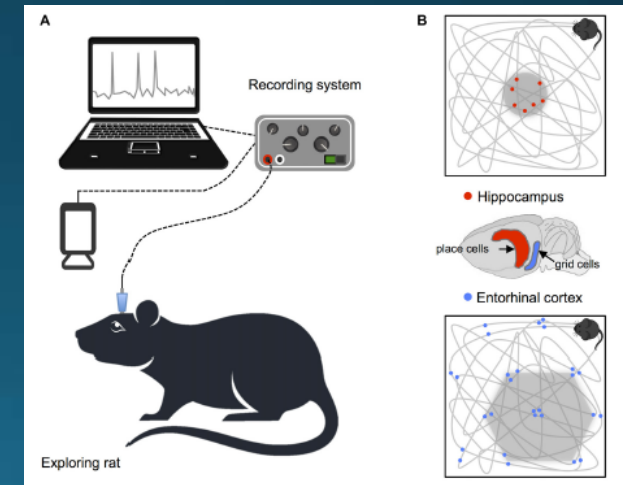 A
B
Recording system
Hippocampus
place cells
grid cells
Entorhinal cortex
Exploring rat